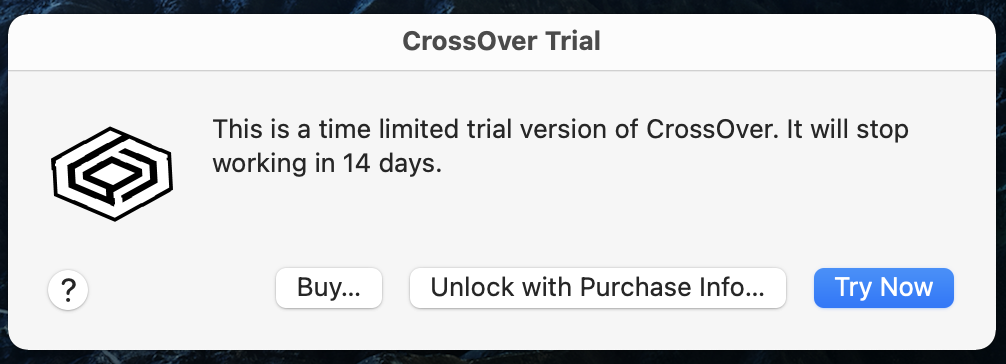 CrossOver Trial
This is a time limited trial version of CrossOver. It will stop
working in 14 days.
?
Buy...
Unlock with Purchase Info...
Try Now